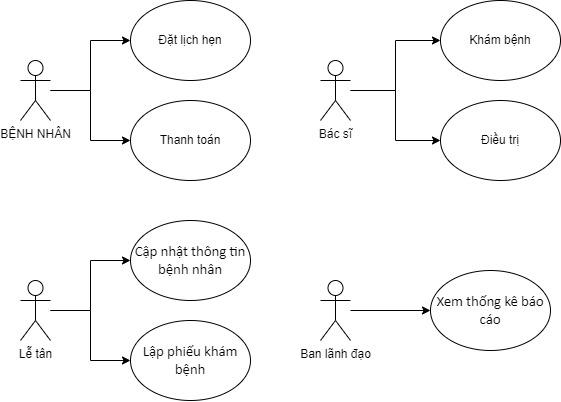 Đặt lịch hẹn
BỆNH NHÂN
Thanh toán
Khám bệnh
Bác sĩ
Điều trị
Cập nhật thông tin
bệnh nhân
Lễ tân
Lập phiếu khám
bệnh
Xem thống kê báo
cáo
Ban lãnh đạo